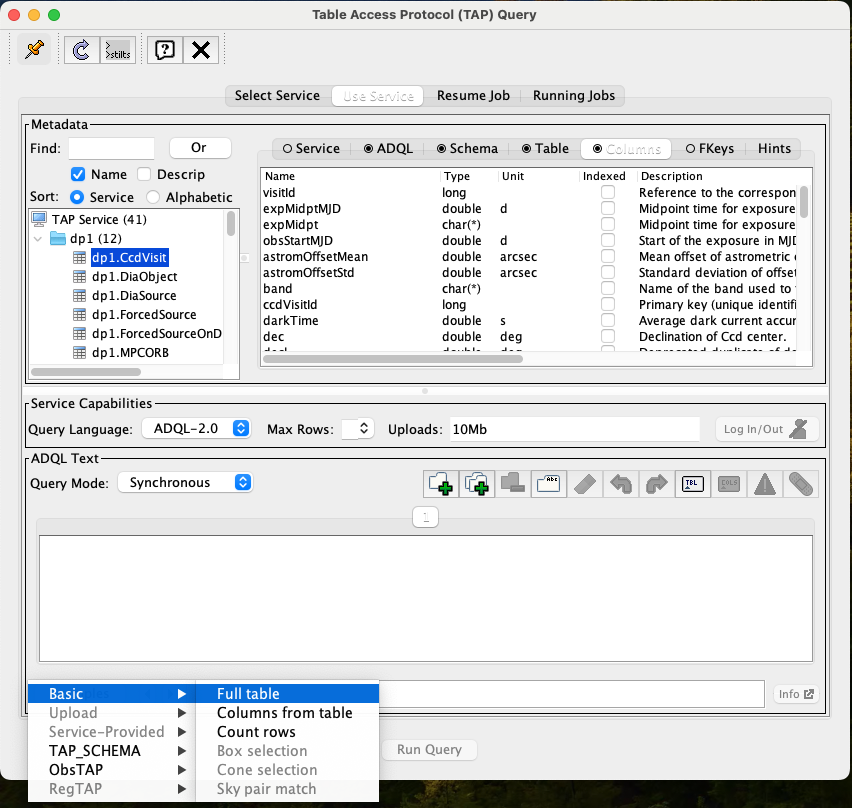 Table Access Protocol (TAP) Query
>stilts
Select Service Use Service Resume Job Running Jobs
Metadata
Find: Or
Name Descrip
Sort: Service Alphabetic
TAP Service (41)
dp1 (12)
dp1.CcdVisit
dp1.DiaObject
dp1.DiaSource
dp1.ForcedSource
dp1.ForcedSourceOnD
dp1.MPCORB
Service ADQL Schema Table Columns FKeys Hints
Name Type Unit Indexed Description
visitId long Reference to the correspon
expMidptMJD double d Midpoint time for exposure
expMidpt char(*) Midpoint time for exposure
obsStartMJD double d Start of the exposure in MJD
astromOffsetMean double arcsec Mean offset of astrometric
astromOffsetStd double arcsec Standard deviation of offset
band char(*) Name of the band used to
ccdVisitId long Primary key (unique identifi
darkTime double s Average dark current accur
dec double deg Declination of Ccd center.
Service Capabilities
Query Language: ADQL-2.0 Max Rows: Uploads: 10Mb Log In/Out
ADQL Text
Query Mode: Synchronous
Abc
TBL
COLS
1
Info
Basic
Upload
Service-Provided
TAP_SCHEMA
ObsTAP
RegTAP
Full table
Columns from table
Count rows
Box selection
Cone selection
Sky pair match
Run Query